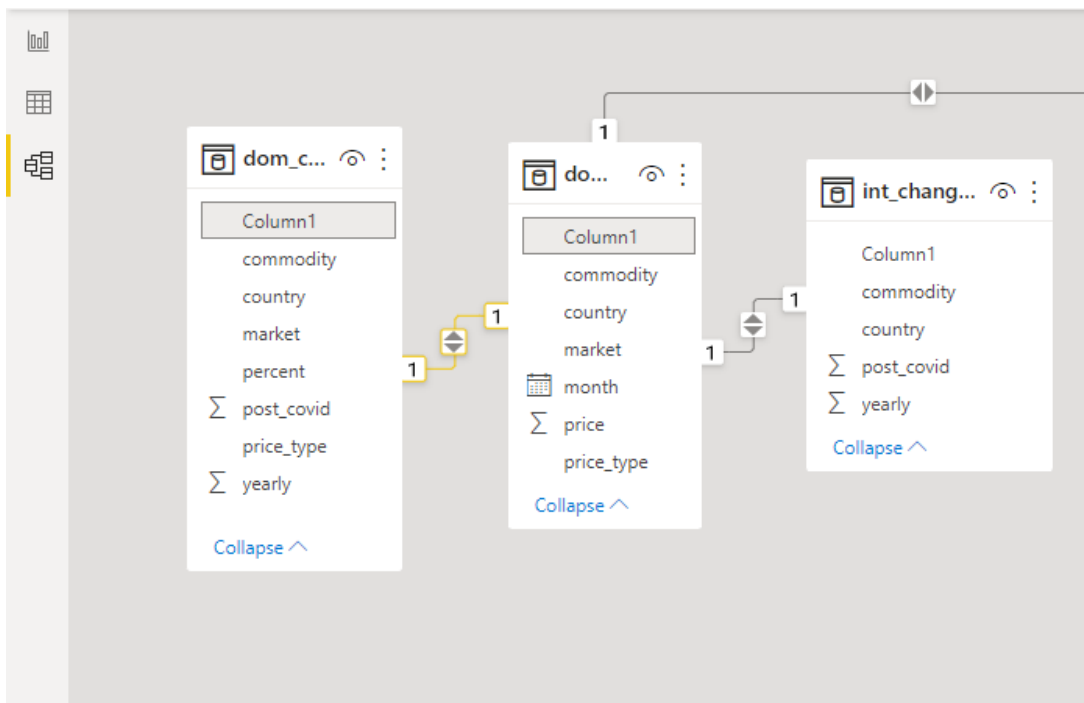 1
dom_c...
Column1
commodity
country
market
percent
post_covid
price_type
yearly
Collapse
1
1
do...
Column1
commodity
country
market
month
price
price_type
Collapse
1
1
int_chang...
Column1
commodity
country
post_covid
yearly
Collapse